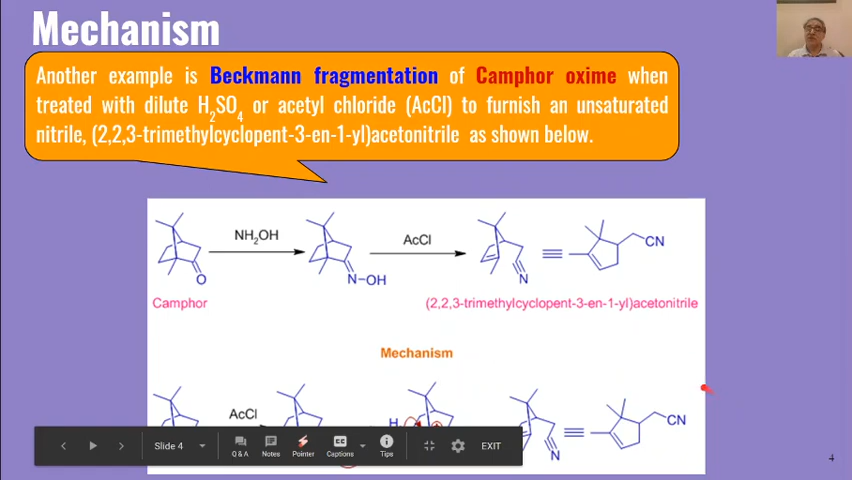 Mechanism
Another example is Beckmann fragmentation of Camphor oxime when
treated with dilute H2SO4 or acetyl chloride (AcCl) to furnish an unsaturated
nitrile, (2,2,3-trimethylcyclopent-3-en-1-yl)acetonitrile as shown below.
NH2OH
AcCl
CN
O
N-OH
N
Camphor
(2,2,3-trimethylcyclopent-3-en-1-yl)acetonitrile
Mechanism
AcCl
H
CN
N
Slide 4
Q & A
Notes
Pointer
Captions
Tips
EXIT
4